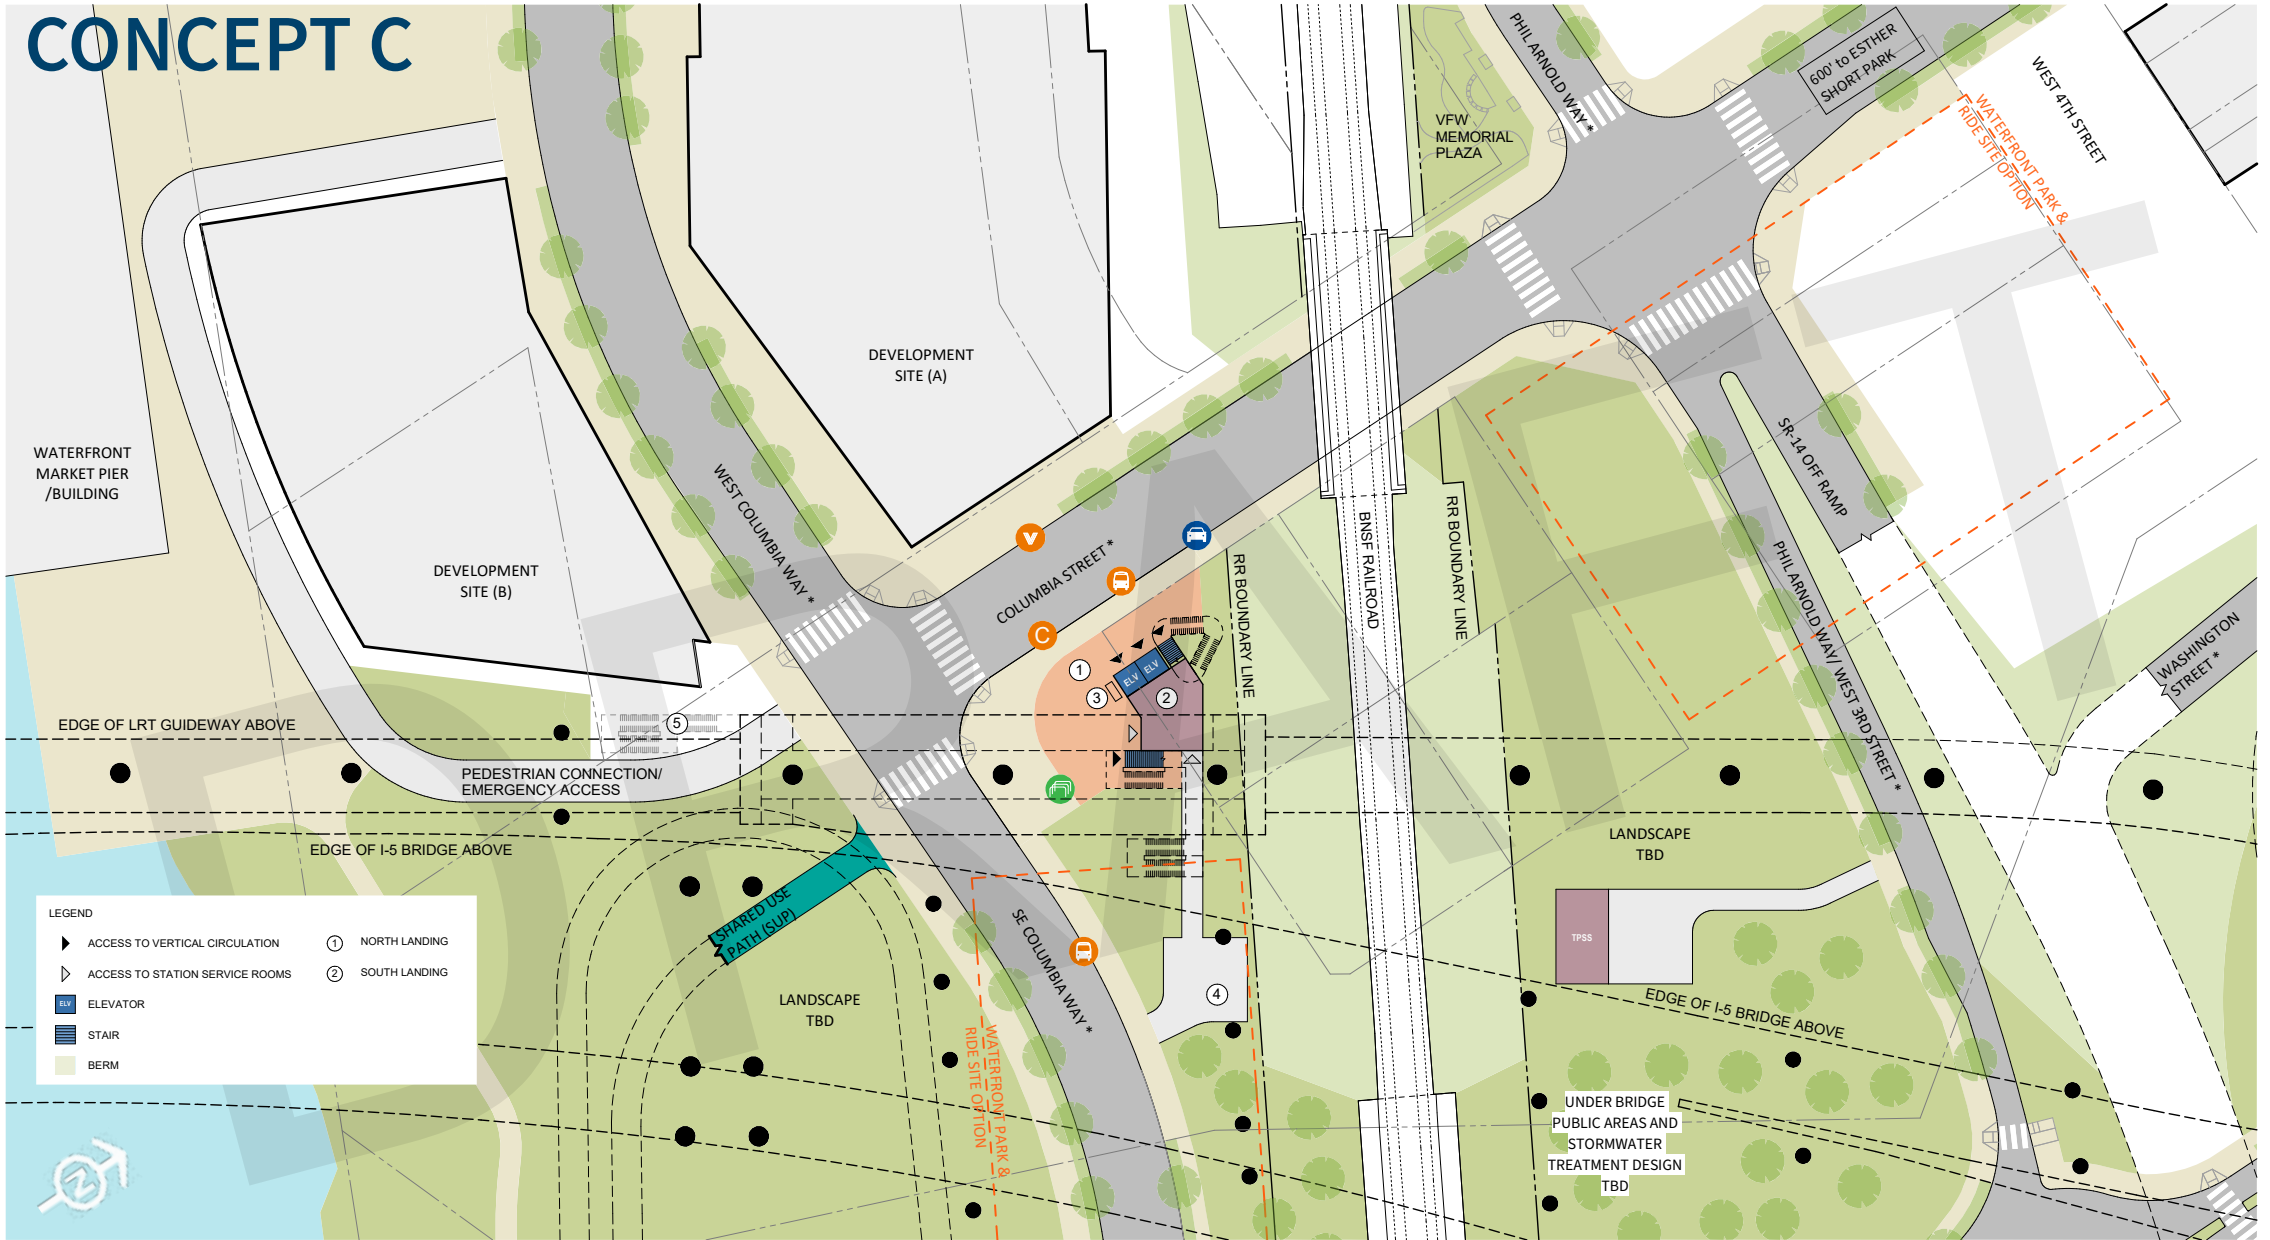 CONCEPT C
PHIL ARNOLD WAY *
600' to ESTHER
SHORT PARK
WEST 4TH STREET
WATERFRONT PARK &
RIDE SITE OPTION
VFW
MEMORIAL
PLAZA
DEVELOPMENT
SITE (A)
WATERFRONT
MARKET PIER
/BUILDING
WEST COLUMBIA WAY *
SR-14 OFF RAMP
DEVELOPMENT
SITE (B)
V
COLUMBIA STREET *
C
RR BOUNDARY LINE
BNSF RAILROAD
RR BOUNDARY LINE
PHIL ARNOLD WAY/ WEST 3RD STREET *
WASHINGTON
STREET *
1
ELV
ELV
3
2
5
EDGE OF LRT GUIDEWAY ABOVE
PEDESTRIAN CONNECTION/
EMERGENCY ACCESS
EDGE OF I-5 BRIDGE ABOVE
LANDSCAPE
TBD
SHARED USE
PATH (SUP)
SE COLUMBIA WAY *
TPSS
4
LANDSCAPE
TBD
EDGE OF I-5 BRIDGE ABOVE
WATERFRONT PARK &
RIDE SITE OPTION
UNDER BRIDGE
PUBLIC AREAS AND
STORMWATER
TREATMENT DESIGN
TBD
LEGEND
ACCESS TO VERTICAL CIRCULATION
1 NORTH LANDING
ACCESS TO STATION SERVICE ROOMS
2 SOUTH LANDING
ELV ELEVATOR
STAIR
BERM
Z
DRAFT